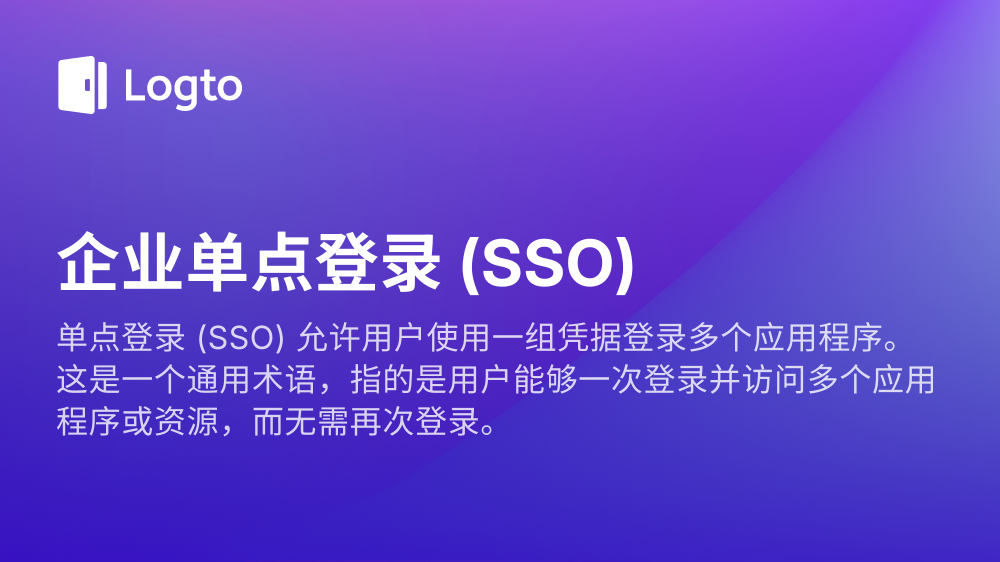 Logto
企业单点登录 (SSO)
单点登录 (SSO) 允许用户使用一组凭据登录多个应用程序。
这是一个通用术语，指的是用户能够一次登录并访问多个应用
程序或资源，而无需再次登录。